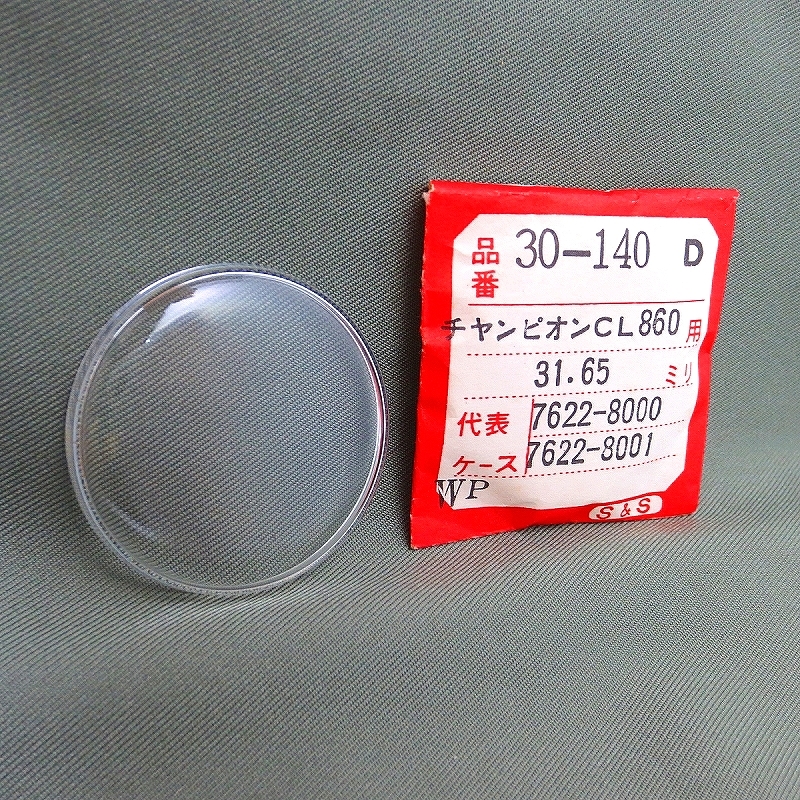 品番 30-140 D
チヤンピオンCL860用
31.65 ミリ
代表 7622-8000
ケース 7622-8001
WP
S&S